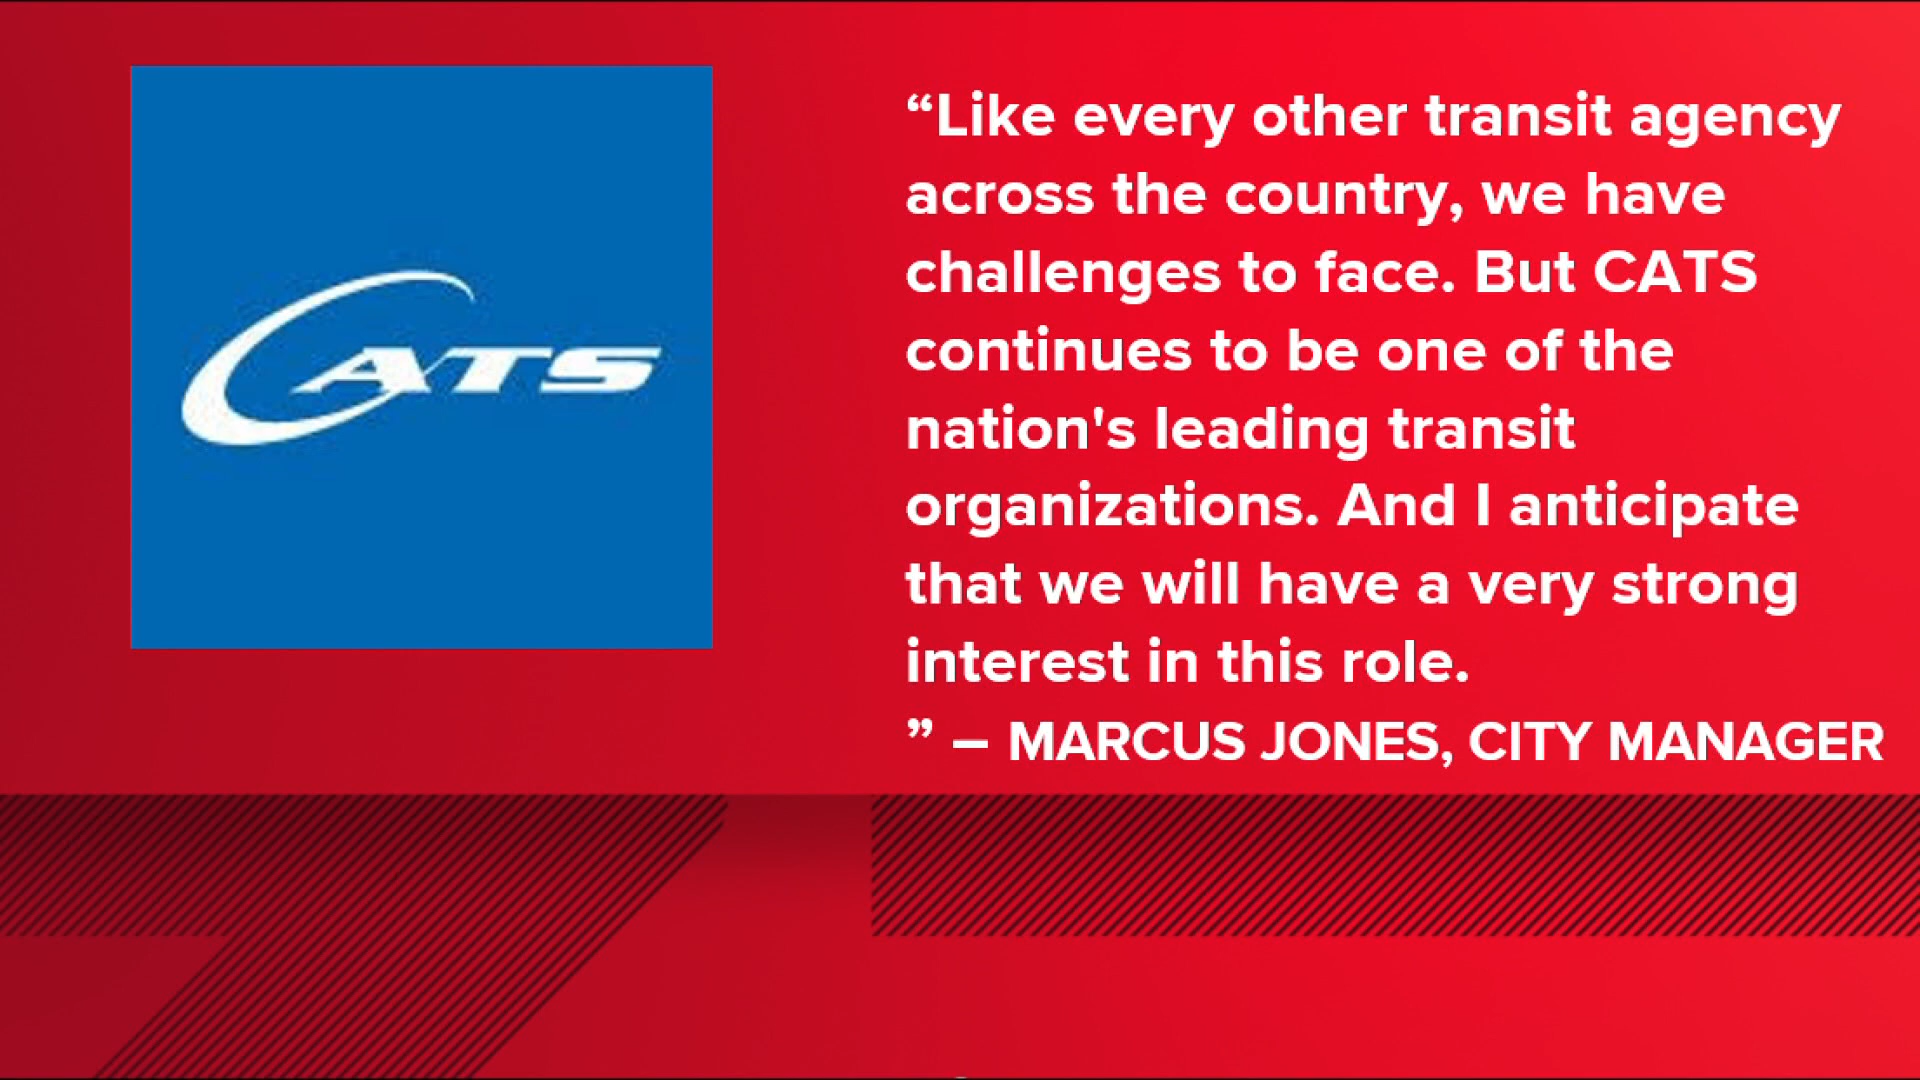 CATS
“Like every other transit agency
across the country, we have
challenges to face. But CATS
continues to be one of the
nation's leading transit
organizations. And I anticipate
that we will have a very strong
interest in this role.
” – MARCUS JONES, CITY MANAGER